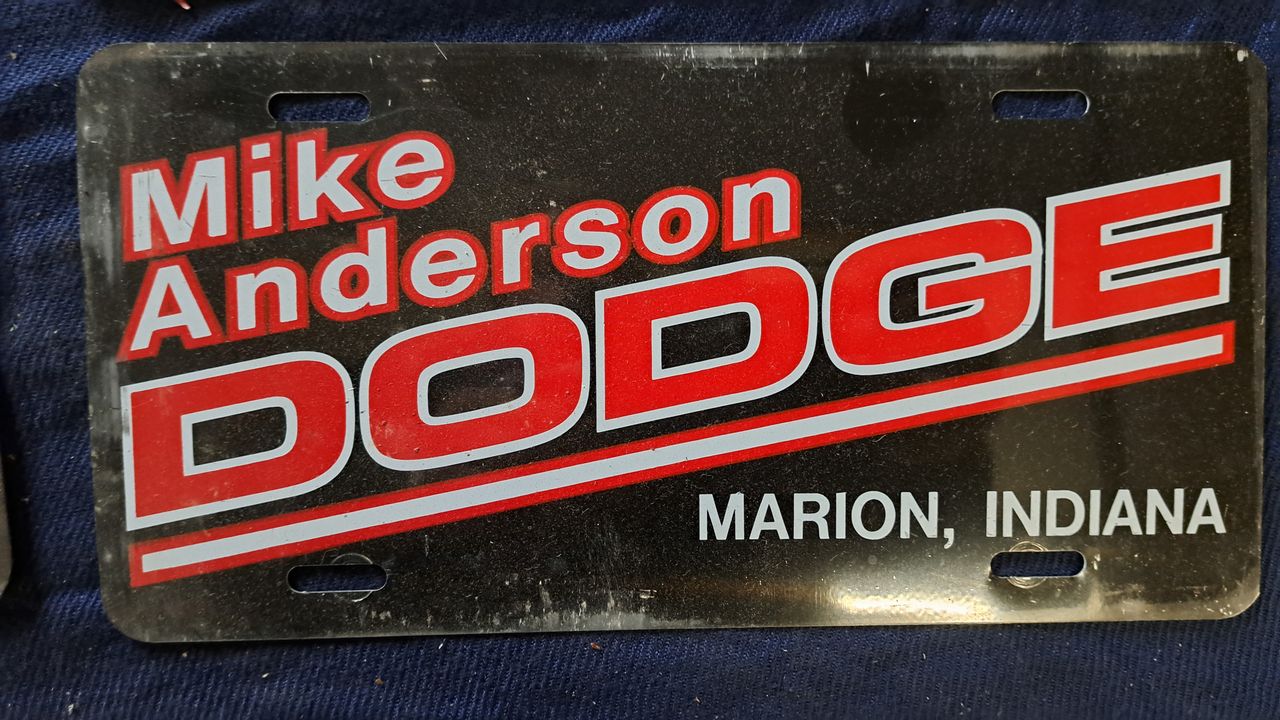 Mike
Anderson
DODGE
MARION, INDIANA